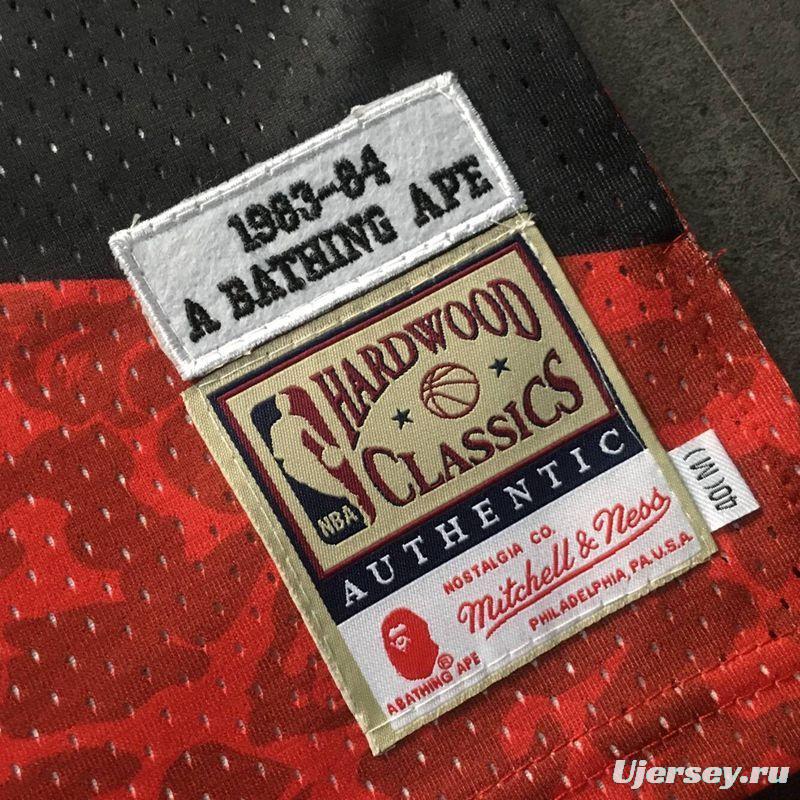 1983-84
A BATHING APE
HARDWOOD
CLASSICS
NBA
AUTHENTIC
NOSTALGIA CO.
Mitchell & Ness
PHILADELPHIA, PA. U.S.A.
®
A BATHING APE
40(M)
Ujersey.ru